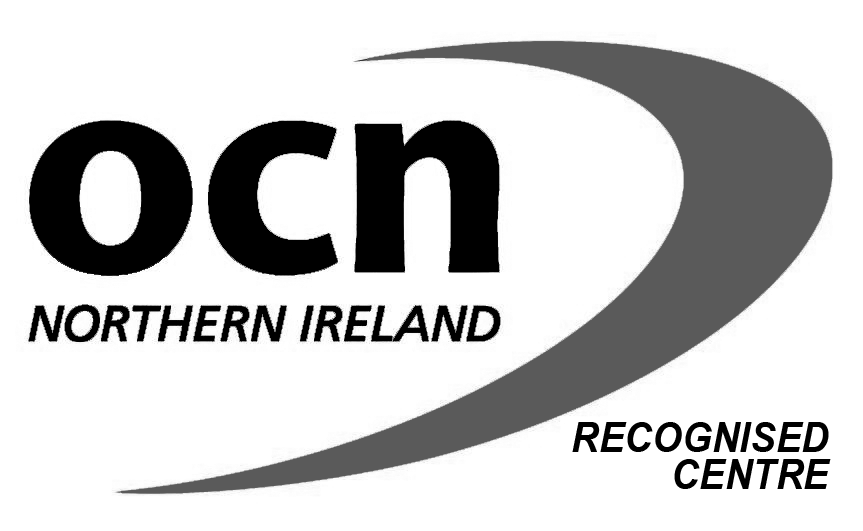 ocn
NORTHERN IRELAND
RECOGNISED
CENTRE